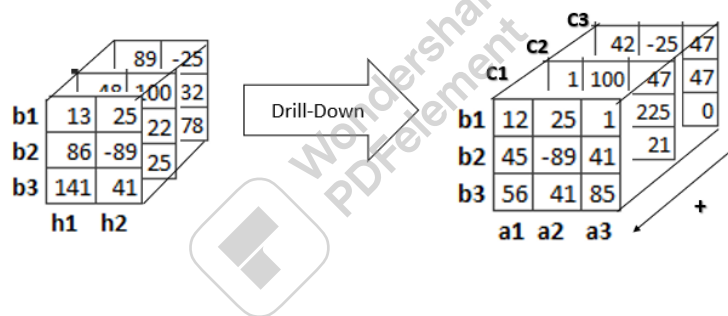 89 -25
48 100 32
b1 13 25 22 78
b2 86 -89 25
b3 141 41
h1 h2
Drill-Down
C3 42 -25 47
C2 1 100 47 47
C1
b1 12 25 1 225 0
b2 45 -89 41 21
b3 56 41 85
a1 a2 a3
+
Wondershare
PDFelement